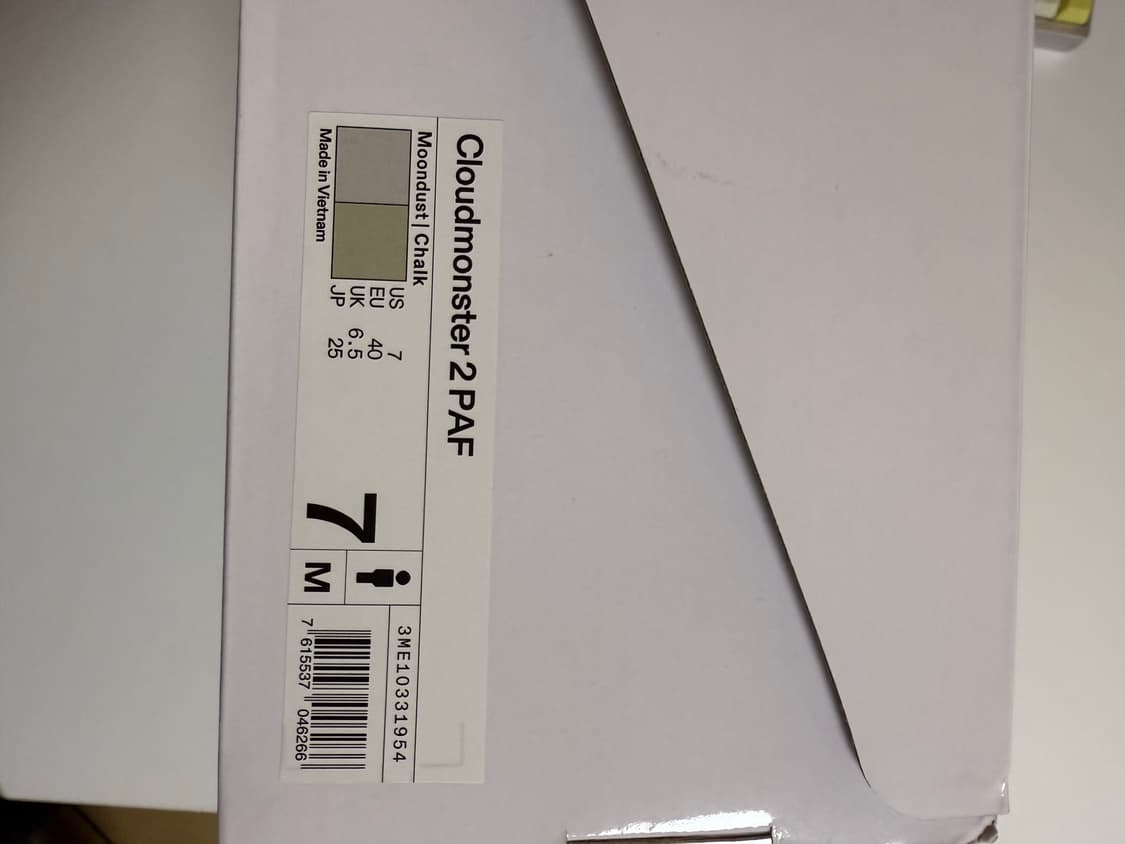 Cloudmonster 2 PAF
Moondust | Chalk
US 7
EU 40
UK 6.5
JP 25
Made in Vietnam
7
M
3ME10331954
7 615537 046266